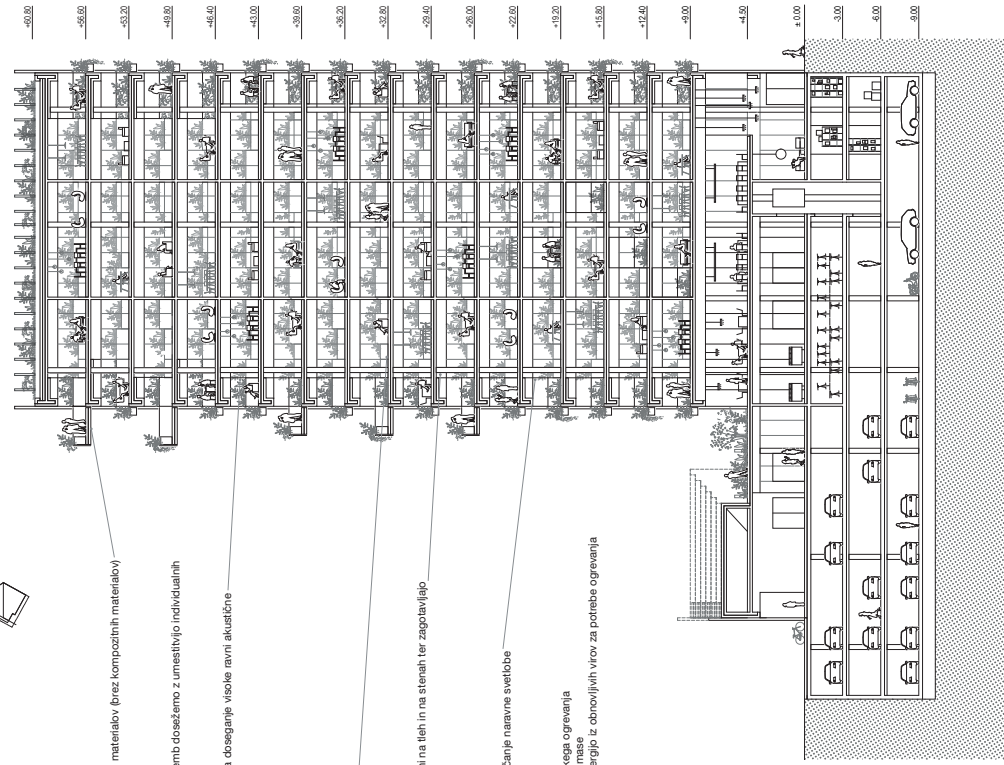 +60.80
+56.60
+53.20
+49.80
+46.40
+43.00
+39.60
+36.20
+32.80
+29.40
+26.00
+22.60
+19.20
+15.80
+12.40
+9.00
+4.50
± 0.00
-3.00
-6.00
-9.00
materialov (brez kompozitnih materialov)
emb dosežemo z umestitvijo individualnih
a doseganje visoke ravni akustične
ni na tleh in na stenah ter zagotavljajo
čanje naravne svetlobe
kega ogrevanja
mase
ergijo iz obnovljivih virov za potrebe ogrevanja